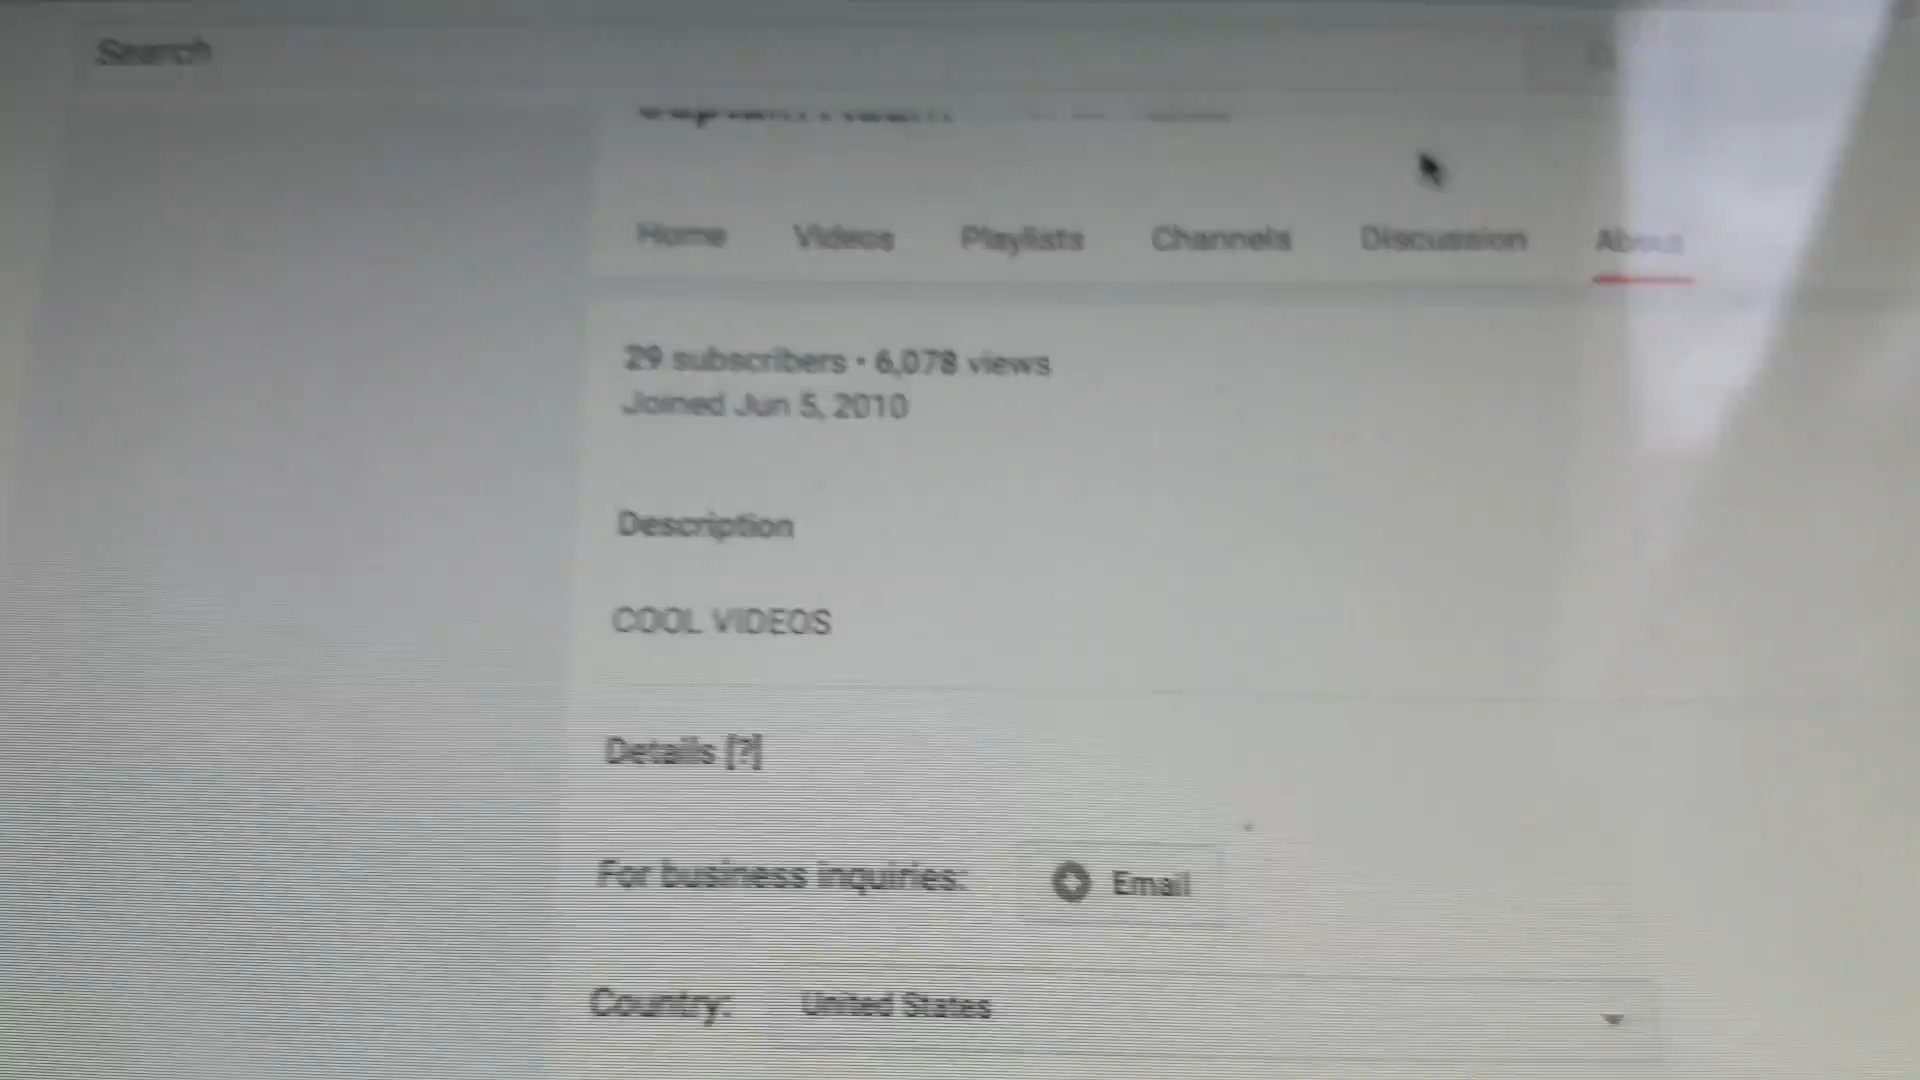 Search
Home Videos Playlists Channels Discussion About
29 subscribers • 6,078 views
Joined Jun 5, 2010
Description
COOL VIDEOS
Details [?]
For business inquiries: Email
Country: United States